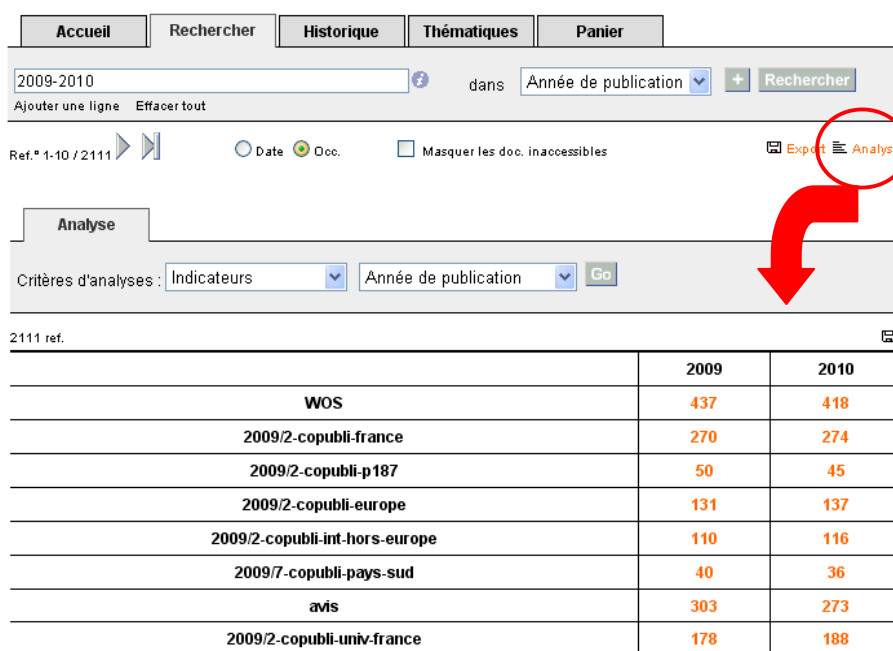 Accueil Rechercher Historique Thématiques Panier
2009-2010 dans Année de publication + Rechercher
Ajouter une ligne Effacer tout
Ref.* 1-10 / 2111 Date Occ. Masquer les doc. inaccessibles Export Analys
Analyse
Critères d'analyses : Indicateurs Année de publication Go
2111 ref.
2009 2010
WOS 437 418
2009/2-copubli-france 270 274
2009/2-copubli-p187 50 45
2009/2-copubli-europe 131 137
2009/2-copubli-int-hors-europe 110 116
2009/7-copubli-pays-sud 40 36
avis 303 273
2009/2-copubli-univ-france 178 188